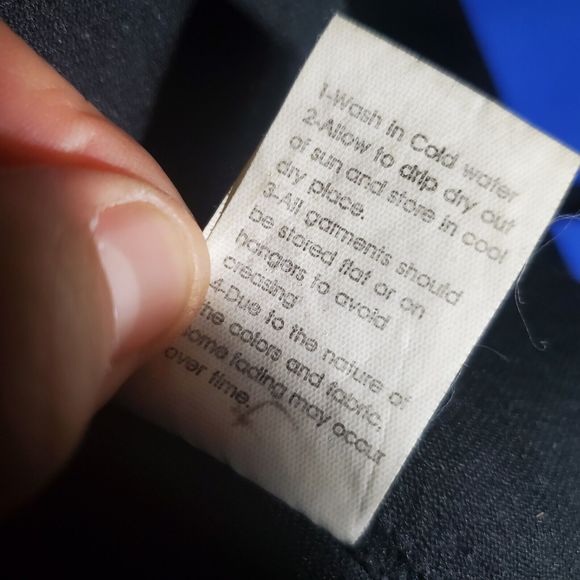 1-Wash in Cold water
2-Allow to drip dry out
of sun and store in cool
dry place.
3-All garments should
be stored flat or on
hangers to avoid
creasing
4-Due to the nature of
the colors and fabric,
some fading may occur
over time.